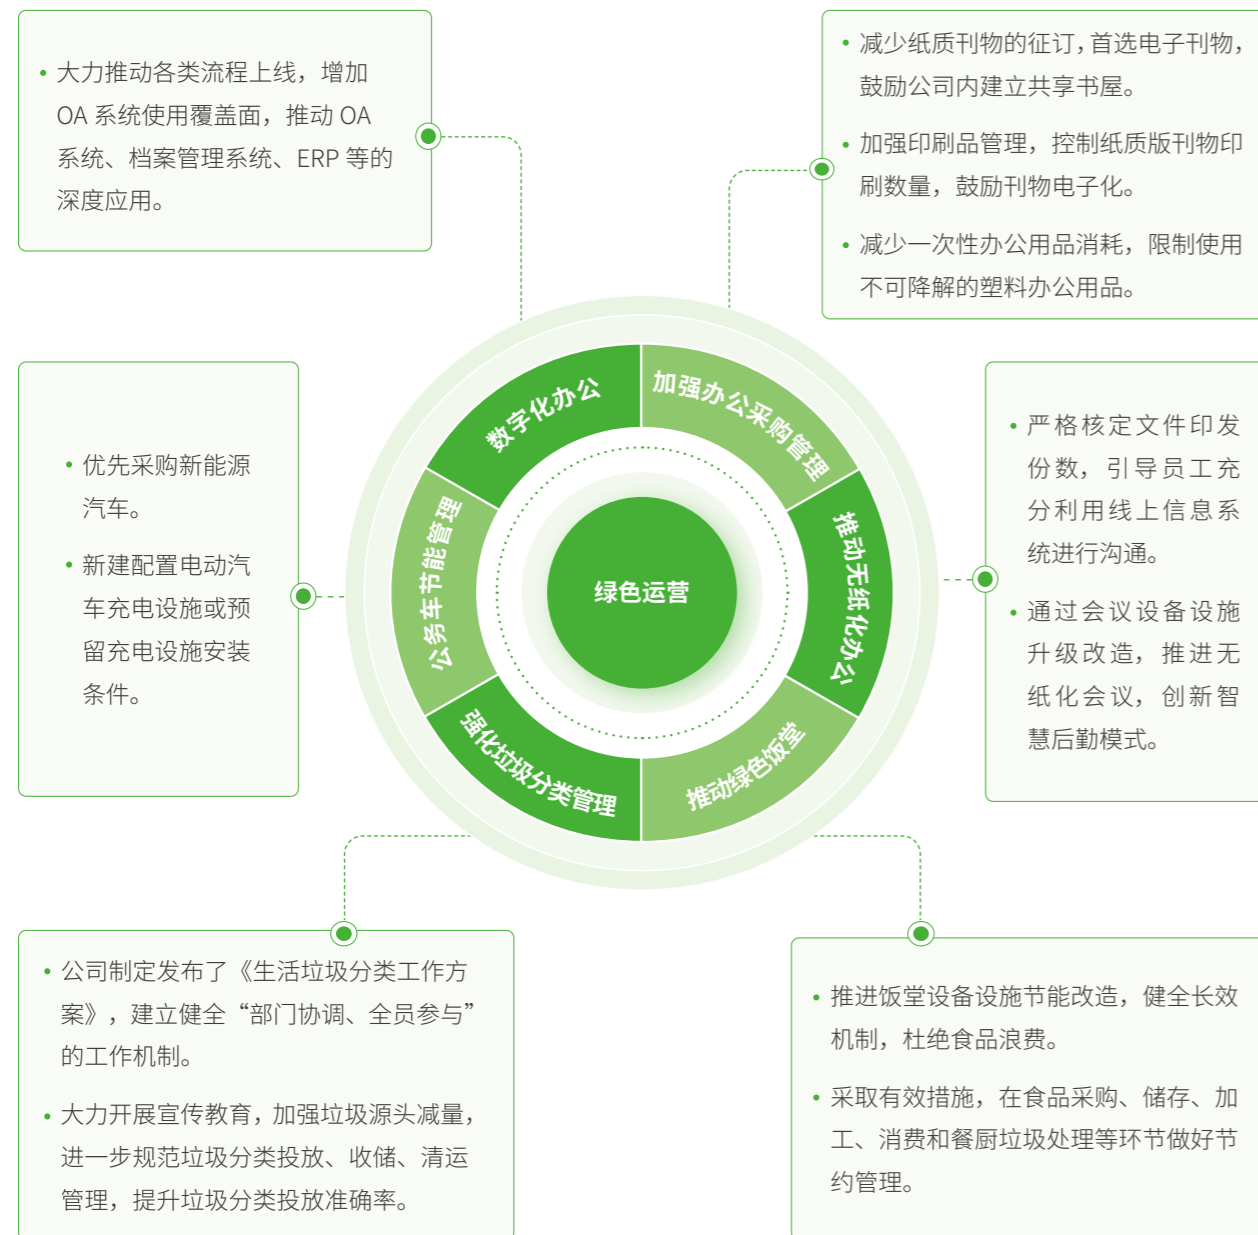 大力推动各类流程上线，增加
OA 系统使用覆盖面，推动 OA
系统、档案管理系统、ERP 等的
深度应用。
减少纸质刊物的征订，首选电子刊物，
鼓励公司内建立共享书屋。
加强印刷品管理，控制纸质版刊物印
刷数量，鼓励刊物电子化。
减少一次性办公用品消耗，限制使用
不可降解的塑料办公用品。
优先采购新能源
汽车。
新建配置电动汽
车充电设施或预
留充电设施安装
条件。
数字化办公
加强办公采购管理
公务车节能管理
绿色运营
推动无纸化办公
强化垃圾分类管理
推动绿色饭堂
严格核定文件印发
份数，引导员工充
分利用线上信息系
统进行沟通。
通过会议设备设施
升级改造，推进无
纸化会议，创新智
慧后勤模式。
公司制定发布了《生活垃圾分类工作方
案》，建立健全“部门协调、全员参与”
的工作机制。
大力开展宣传教育，加强垃圾源头减量，
进一步规范垃圾分类投放、收储、清运
管理，提升垃圾分类投放准确率。
推进饭堂设备设施节能改造，健全长效
机制，杜绝食品浪费。
采取有效措施，在食品采购、储存、加
工、消费和餐厨垃圾处理等环节做好节
约管理。